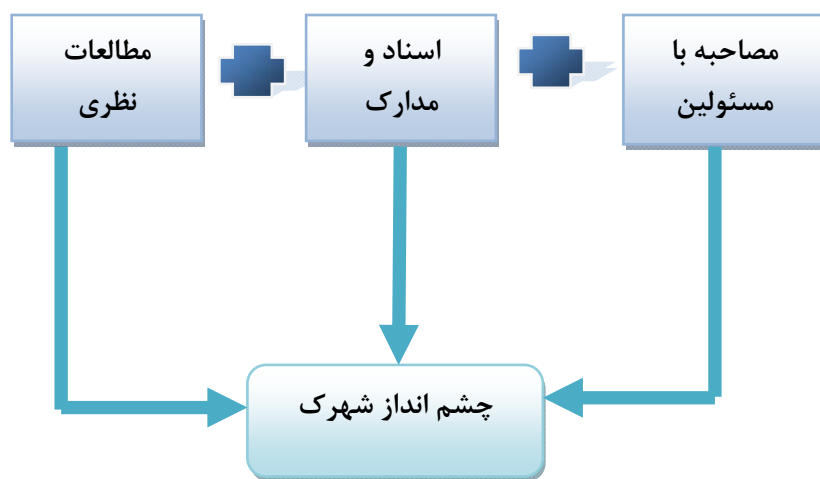 مصاحبه با
مسئولین
اسناد و
مدارک
مطالعات
نظری
چشم انداز شهرک